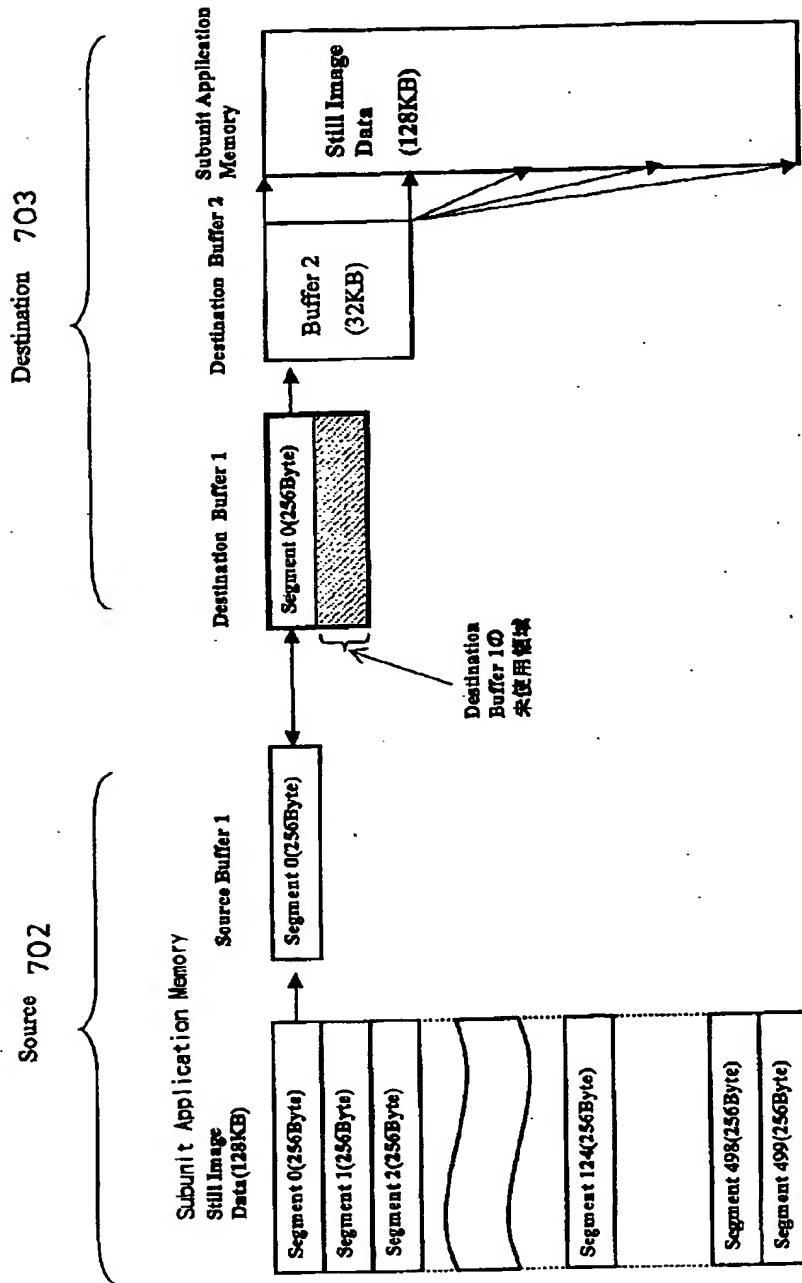 Source 702
Subunit Application Memory
Still Image
Data(128KB)
Segment 0(256Byte)
Segment 1(256Byte)
Segment 2(256Byte)
Segment 124(256Byte)
Segment 498(256Byte)
Segment 499(256Byte)
Source Buffer 1
Segment 0(256Byte)
Destination 703
Destination Buffer 1
Segment 0(256Byte)
Destination
Buffer 1の
未使用領域
Destination Buffer 2
Buffer 2
(32KB)
Subunit Application
Memory
Still Image
Data
(128KB)